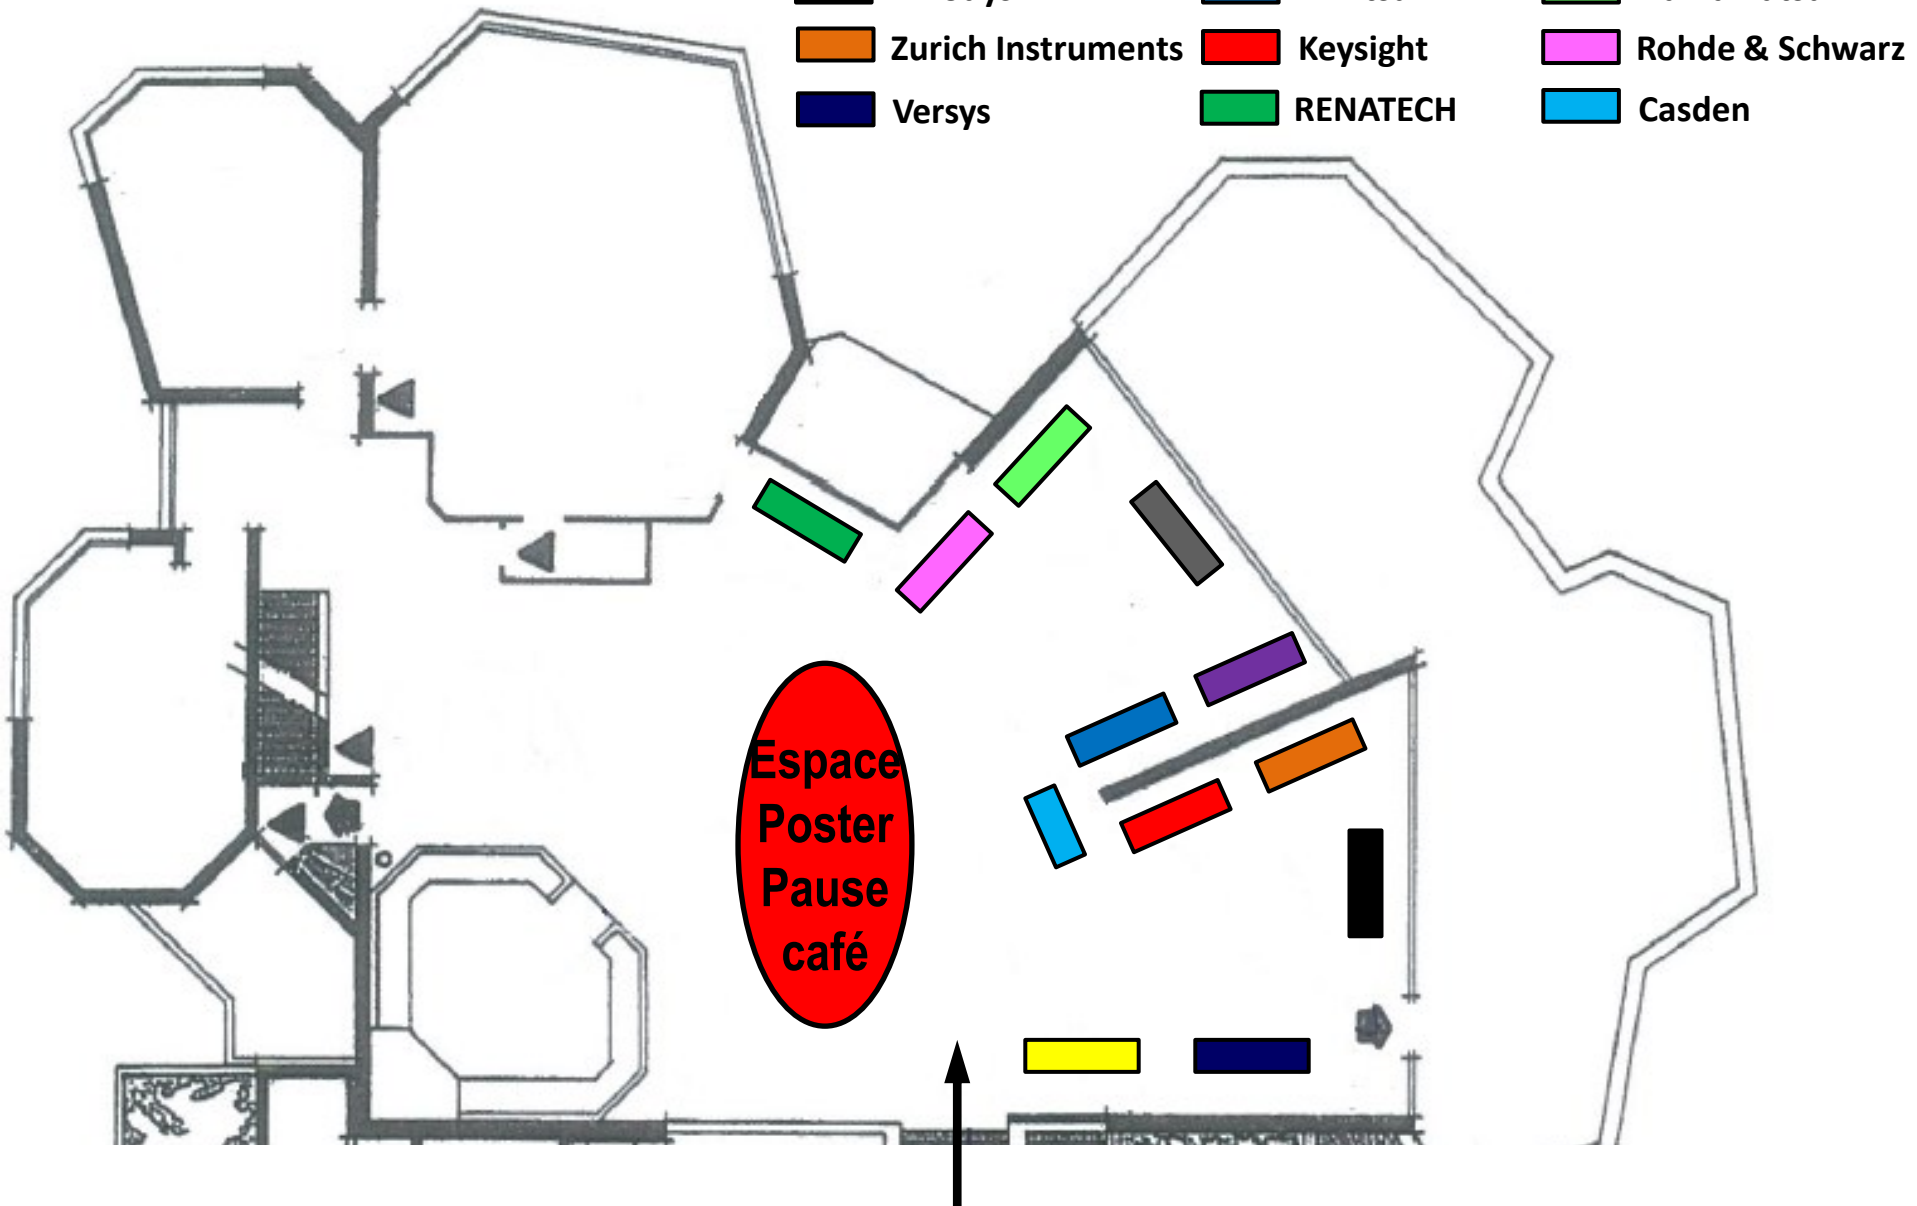 Zurich Instruments
Keysight
Rohde & Schwarz
Versys
RENATECH
Casden
Espace
Poster
Pause
café